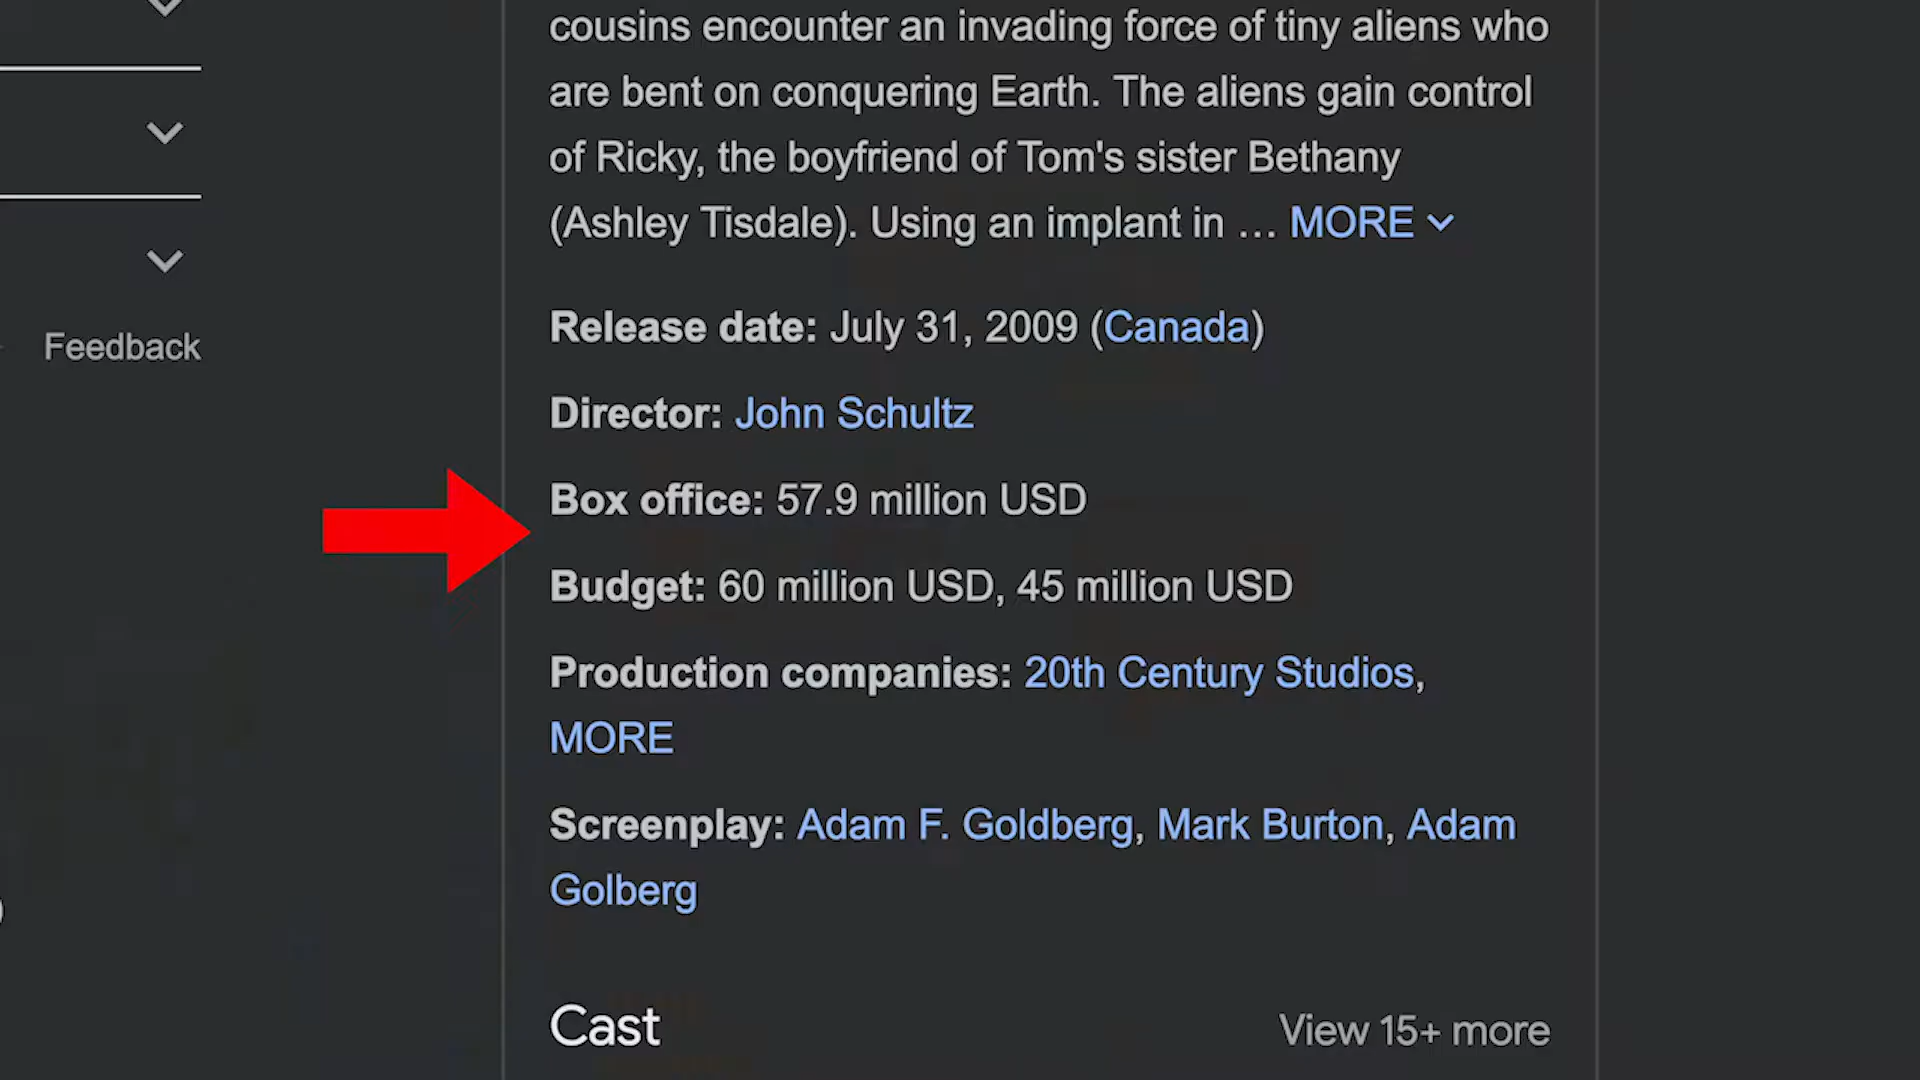 cousins encounter an invading force of tiny aliens who
are bent on conquering Earth. The aliens gain control
of Ricky, the boyfriend of Tom's sister Bethany
(Ashley Tisdale). Using an implant in … MORE
Feedback
Release date: July 31, 2009 (Canada)
Director: John Schultz
Box office: 57.9 million USD
Budget: 60 million USD, 45 million USD
Production companies: 20th Century Studios,
MORE
Screenplay: Adam F. Goldberg, Mark Burton, Adam
Golberg
Cast
View 15+ more